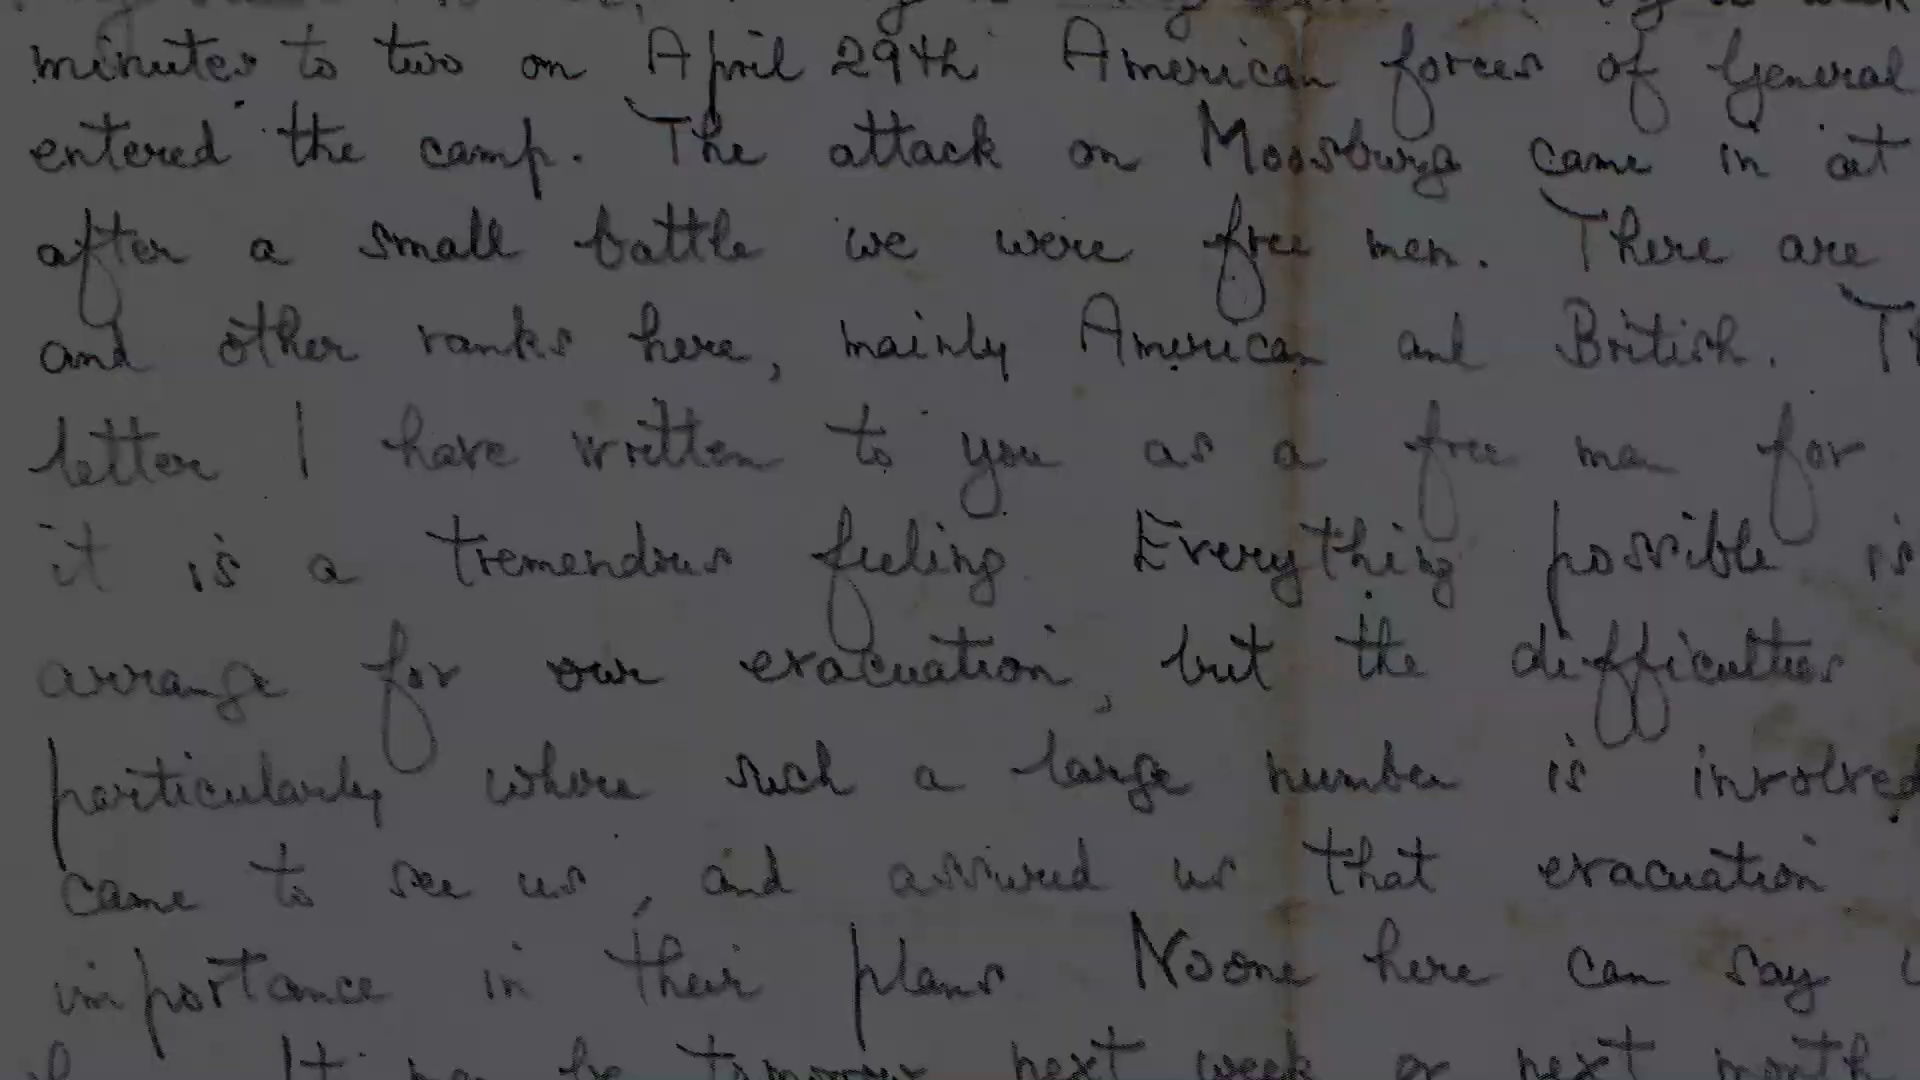 minutes to two on April 29th American forces of General
entered the camp. The attack on Moosburg came in at
after a small battle we were free men. There are
and other ranks here, mainly American and British.
letter I have written to you as a free man for
it is a tremendous feeling. Everything possible is
arrange for our evacuation, but the difficulties
particularly where such a large number is involved
came to see us, and assured us that evacuation
importance in their plans No one here can say
It may be tomorrow next week or next month